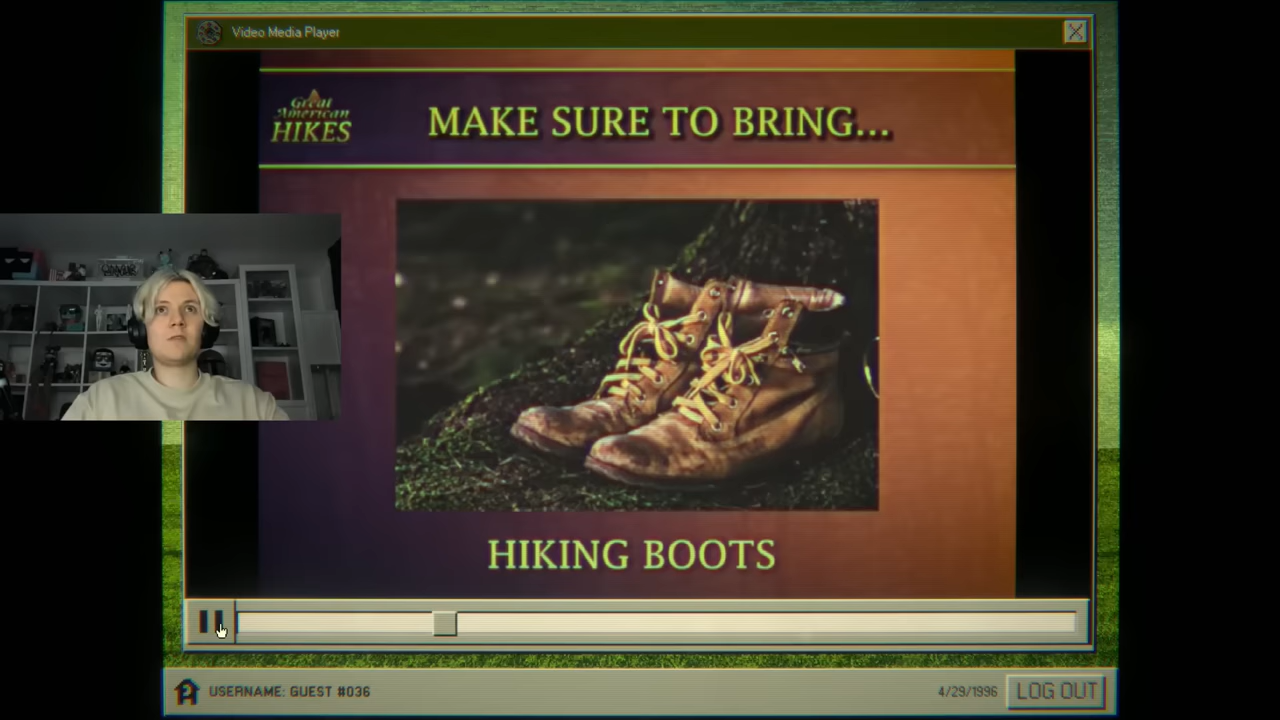 Video Media Player
Great
American
HIKES
MAKE SURE TO BRING...
HIKING BOOTS
USERNAME: GUEST #036
4/29/1996
LOG OUT